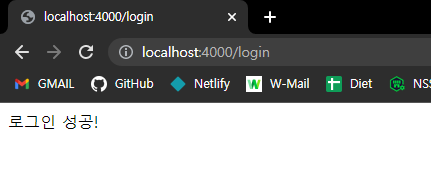 localhost:4000/login
localhost:4000/login
GMAIL GitHub Netlify W-Mail Diet NSS
로그인 성공!